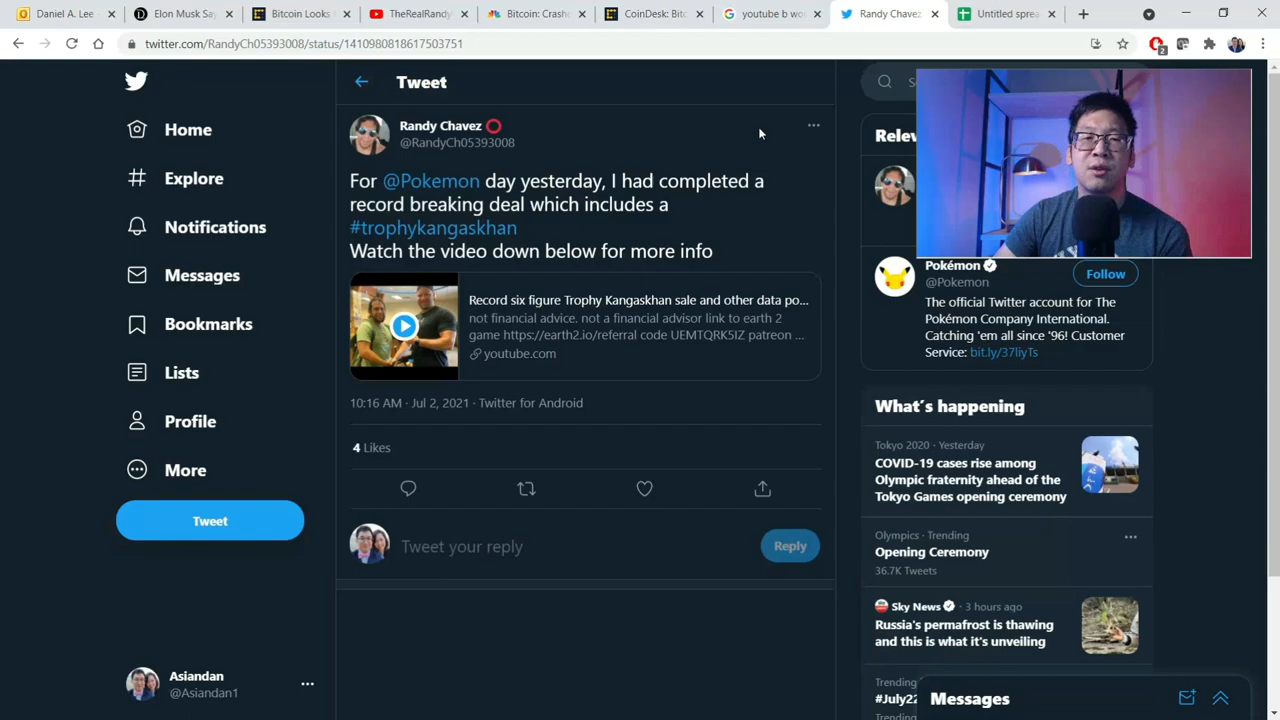 Daniel A. Lee
Elon Musk Say
Bitcoin Looks
TheRealRandy
Bitcoin: Crash
CoinDesk: Bit
youtube b wo
Randy Chavez
Untitled sprea
twitter.com/RandyCh05393008/status/1410980818617503751
2
Home
Explore
Notifications
Messages
Bookmarks
Lists
Profile
More
Tweet
Asiandan
@Asiandan1
Tweet
Randy Chavez
@RandyCh05393008
For @Pokemon day yesterday, I had completed a
record breaking deal which includes a
#trophykangaskhan
Watch the video down below for more info
Record six figure Trophy Kangaskhan sale and other data po...
not financial advice. not a financial advisor link to earth 2
game https://earth2.io/referral code UEMTQRK5IZ patreon ...
youtube.com
10:16 AM · Jul 2, 2021 · Twitter for Android
4 Likes
Tweet your reply
Reply
S
Relev
Pokémon
@Pokemon
Follow
The official Twitter account for The
Pokémon Company International.
Catching 'em all since '96! Customer
Service: bit.ly/37liyTs
What's happening
Tokyo 2020 · Yesterday
COVID-19 cases rise among
Olympic fraternity ahead of the
Tokyo Games opening ceremony
Olympics · Trending
Opening Ceremony
36.7K Tweets
Sky News · 3 hours ago
Russia's permafrost is thawing
and this is what it's unveiling
Trending
#July22
Messages